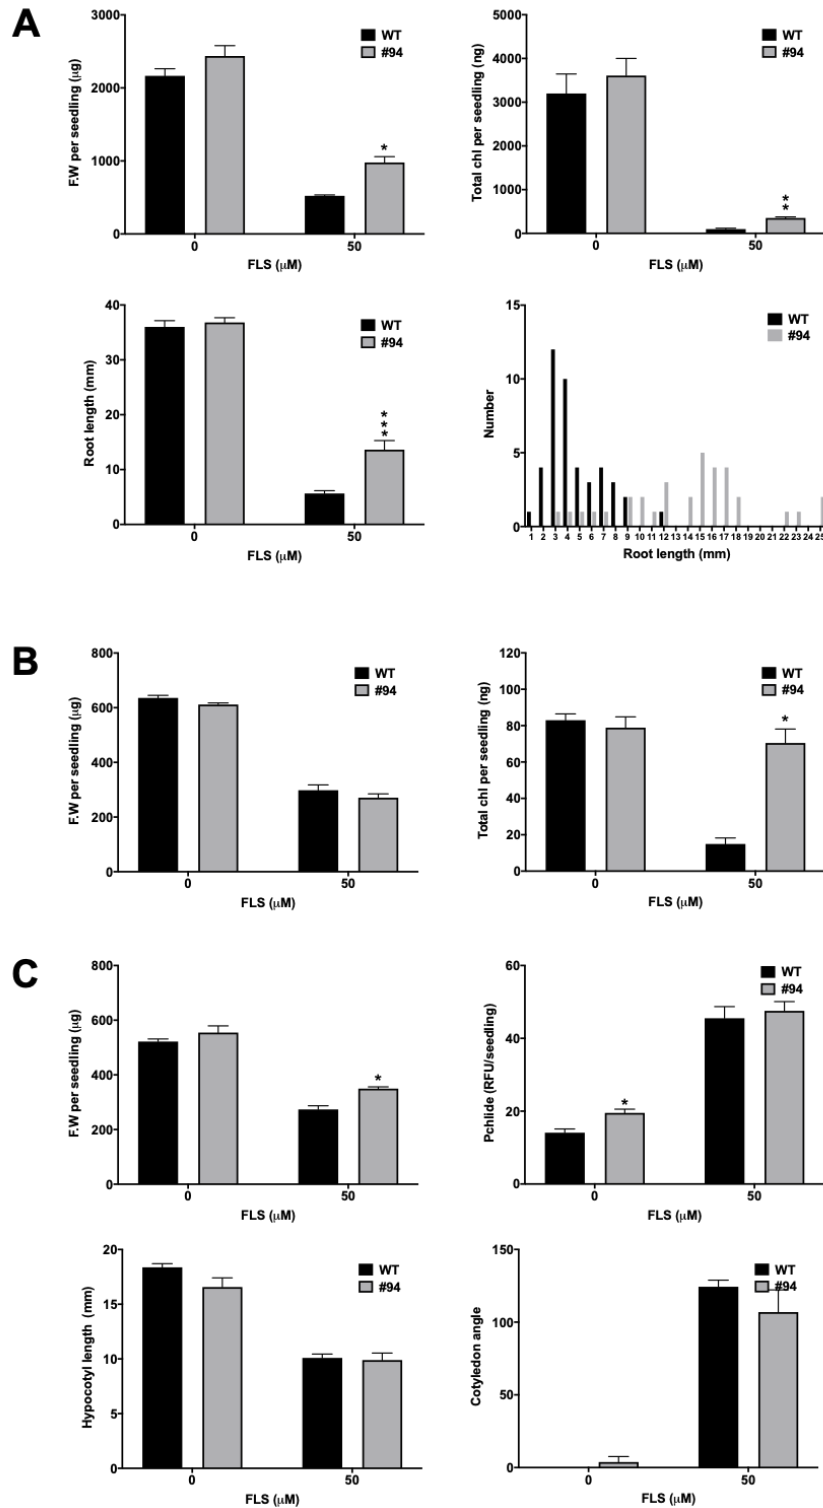 A
F.W per seedling (μg)
3000
2000
1000
0
0
50
FLS (μM)
WT
#94
*
Total chl per seedling (ng)
5000
4000
3000
2000
1000
0
0
50
FLS (μM)
WT
#94
**
Root length (mm)
40
30
20
10
0
0
50
FLS (μM)
WT
#94
***
Number
15
10
5
0
1 2 3 4 5 6 7 8 9 10 11 12 13 14 15 16 17 18 19 20 21 22 23 24 25
Root length (mm)
WT
#94
B
F.W per seedling (μg)
800
600
400
200
0
0
50
FLS (μM)
WT
#94
Total chl per seedling (ng)
120
100
80
60
40
20
0
0
50
FLS (μM)
WT
#94
*
C
F.W per seedling (μg)
800
600
400
200
0
0
50
FLS (μM)
WT
#94
*
Pchlide (RFU/seedling)
60
40
20
0
0
50
FLS (μM)
WT
#94
*
Hypocotyl length (mm)
20
15
10
5
0
0
50
FLS (μM)
WT
#94
Cotyledon angle
150
100
50
0
0
50
FLS (μM)
WT
#94